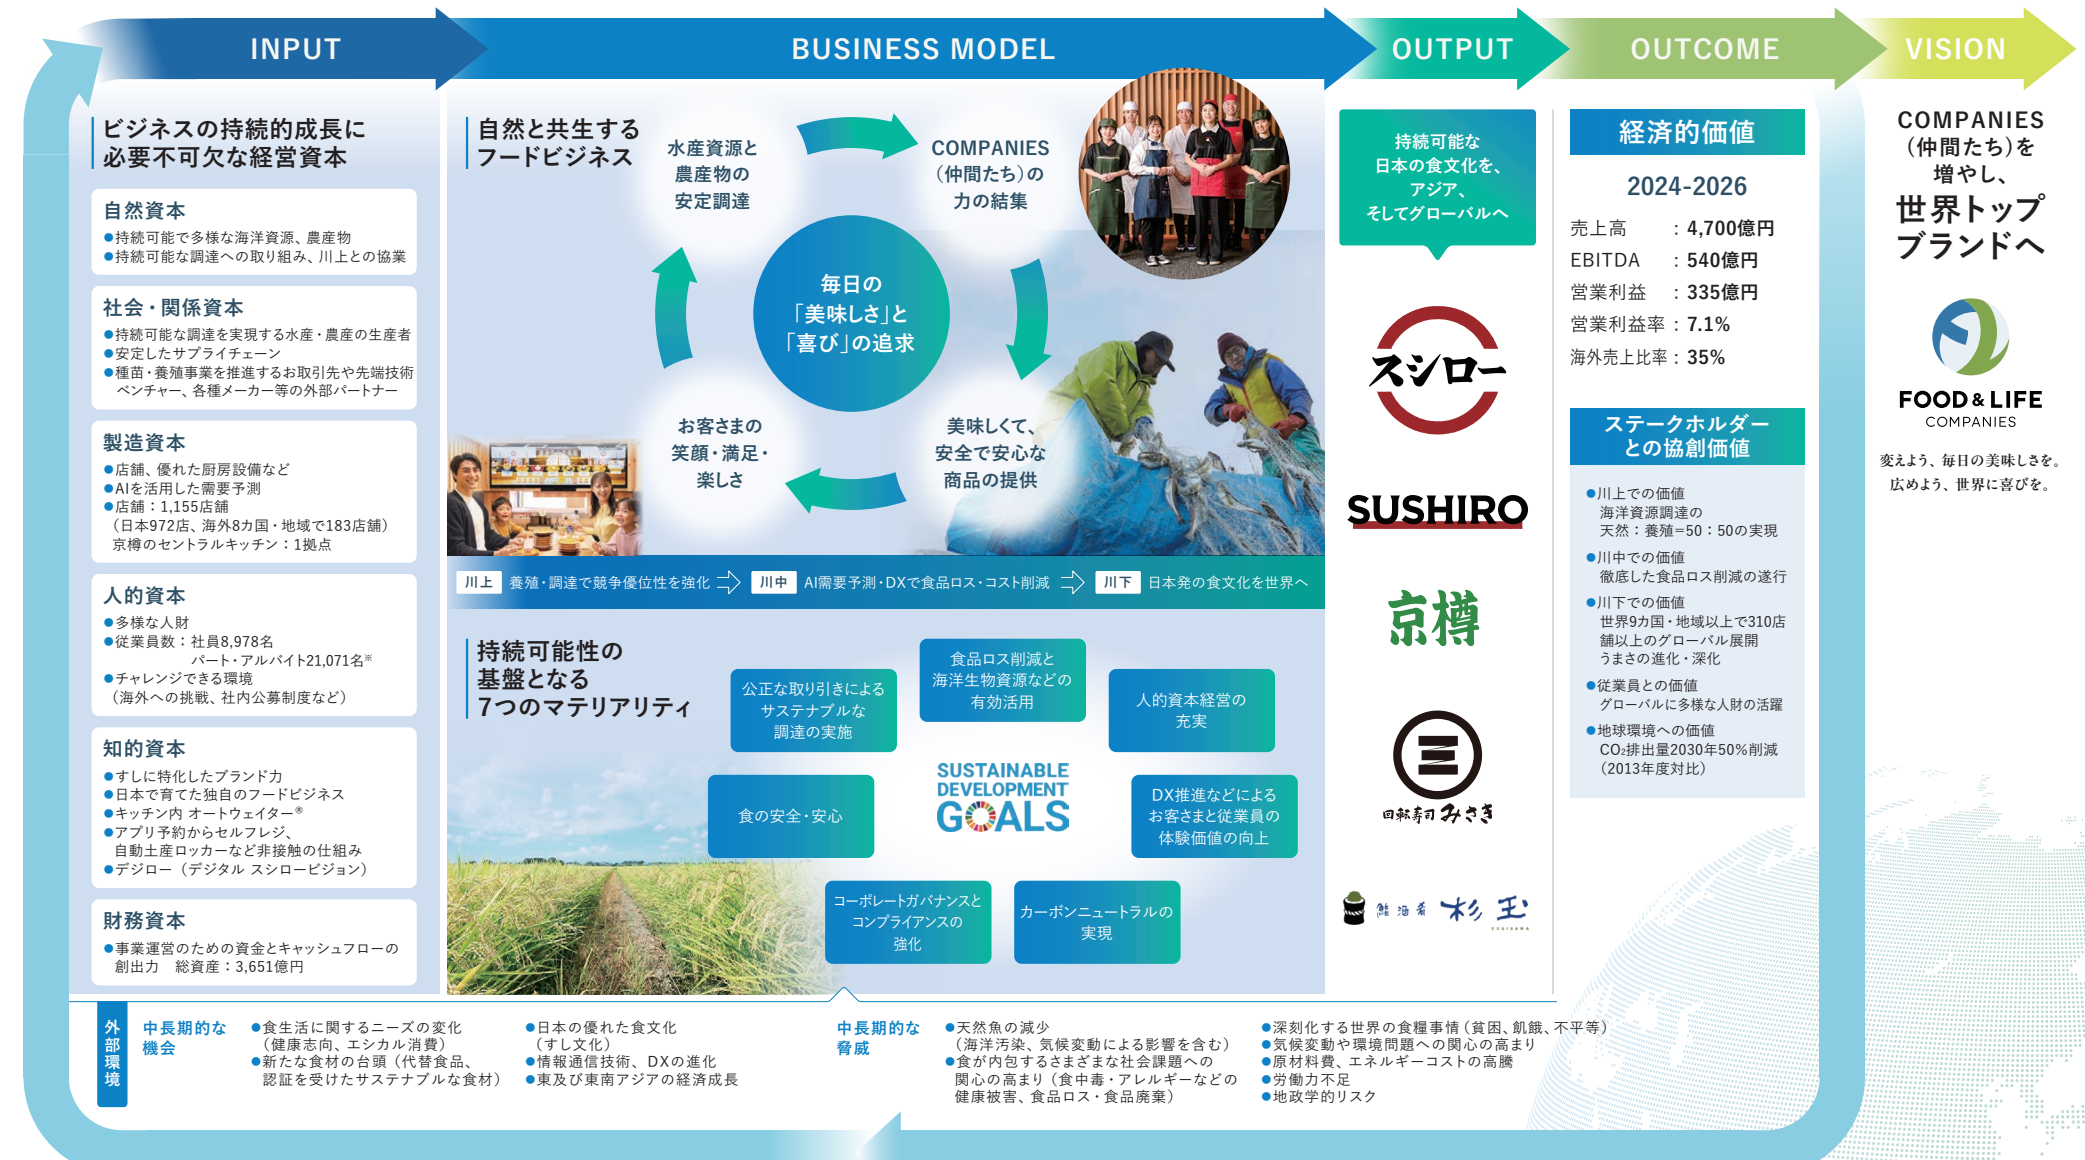 INPUT
BUSINESS MODEL
OUTPUT
OUTCOME
VISION
ビジネスの持続的成長に
必要不可欠な経営資本
自然資本
●持続可能で多様な海洋資源、農産物
●持続可能な調達への取り組み、川上との協業
社会・関係資本
●持続可能な調達を実現する水産・農産の生産者
●安定したサプライチェーン
●種苗・養殖事業を推進するお取引先や先端技術
ベンチャー、各種メーカー等の外部パートナー
製造資本
●店舗、優れた厨房設備など
●AIを活用した需要予測
●店舗：1,155店舗
（日本972店、海外8カ国・地域で183店舗）
京樽のセントラルキッチン：1拠点
人的資本
●多様な人財
●従業員数：社員8,978名
パート・アルバイト21,071名※
●チャレンジできる環境
（海外への挑戦、社内公募制度など）
知的資本
●すしに特化したブランド力
●日本で育てた独自のフードビジネス
●キッチン内 オートウェイター®
●アプリ予約からセルフレジ、
自動土産ロッカーなど非接触の仕組み
●デジロー（デジタル スシロービジョン）
財務資本
●事業運営のための資金とキャッシュフローの
創出力　総資産：3,651億円
自然と共生する
フードビジネス
水産資源と
農産物の
安定調達
COMPANIES
（仲間たち）の
力の結集
毎日の
「美味しさ」と
「喜び」の追求
お客さまの
笑顔・満足・
楽しさ
美味しくて、
安全で安心な
商品の提供
川上 養殖・調達で競争優位性を強化 川中 AI需要予測・DXで食品ロス・コスト削減 川下 日本発の食文化を世界へ
持続可能性の
基盤となる
7つのマテリアリティ
公正な取り引きによる
サステナブルな
調達の実施
食品ロス削減と
海洋生物資源などの
有効活用
人的資本経営の
充実
食の安全・安心
SUSTAINABLE
DEVELOPMENT
GOALS
DX推進などによる
お客さまと従業員の
体験価値の向上
コーポレートガバナンスと
コンプライアンスの
強化
カーボンニュートラルの
実現
持続可能な
日本の食文化を、
アジア、
そしてグローバルへ
スシロー
SUSHIRO
京樽
回転寿司 みさき
鮨 酒 肴 杉玉
SUGIDAMA
経済的価値
2024-2026
売上高　：4,700億円
EBITDA　：540億円
営業利益　：335億円
営業利益率：7.1%
海外売上比率：35%
ステークホルダー
との協創価値
●川上での価値
海洋資源調達の
天然：養殖=50：50の実現
●川中での価値
徹底した食品ロス削減の遂行
●川下での価値
世界9カ国・地域以上で310店
舗以上のグローバル展開
うまさの進化・深化
●従業員との価値
グローバルに多様な人財の活躍
●地球環境への価値
CO₂排出量2030年50%削減
（2013年度対比）
COMPANIES
（仲間たち）を
増やし、
世界トップ
ブランドへ
FOOD & LIFE
COMPANIES
変えよう、毎日の美味しさを。
広めよう、世界に喜びを。
外部環境
中長期的な
機会
●食生活に関するニーズの変化
（健康志向、エシカル消費）
●新たな食材の台頭（代替食品、
認証を受けたサステナブルな食材）
●日本の優れた食文化
（すし文化）
●情報通信技術、DXの進化
●東及び東南アジアの経済成長
中長期的な
脅威
●天然魚の減少
（海洋汚染、気候変動による影響を含む）
●食が内包するさまざまな社会課題への
関心の高まり（食中毒・アレルギーなどの
健康被害、食品ロス・食品廃棄）
●深刻化する世界の食糧事情（貧困、飢餓、不平等）
●気候変動や環境問題への関心の高まり
●原材料費、エネルギーコストの高騰
●労働力不足
●地政学的リスク